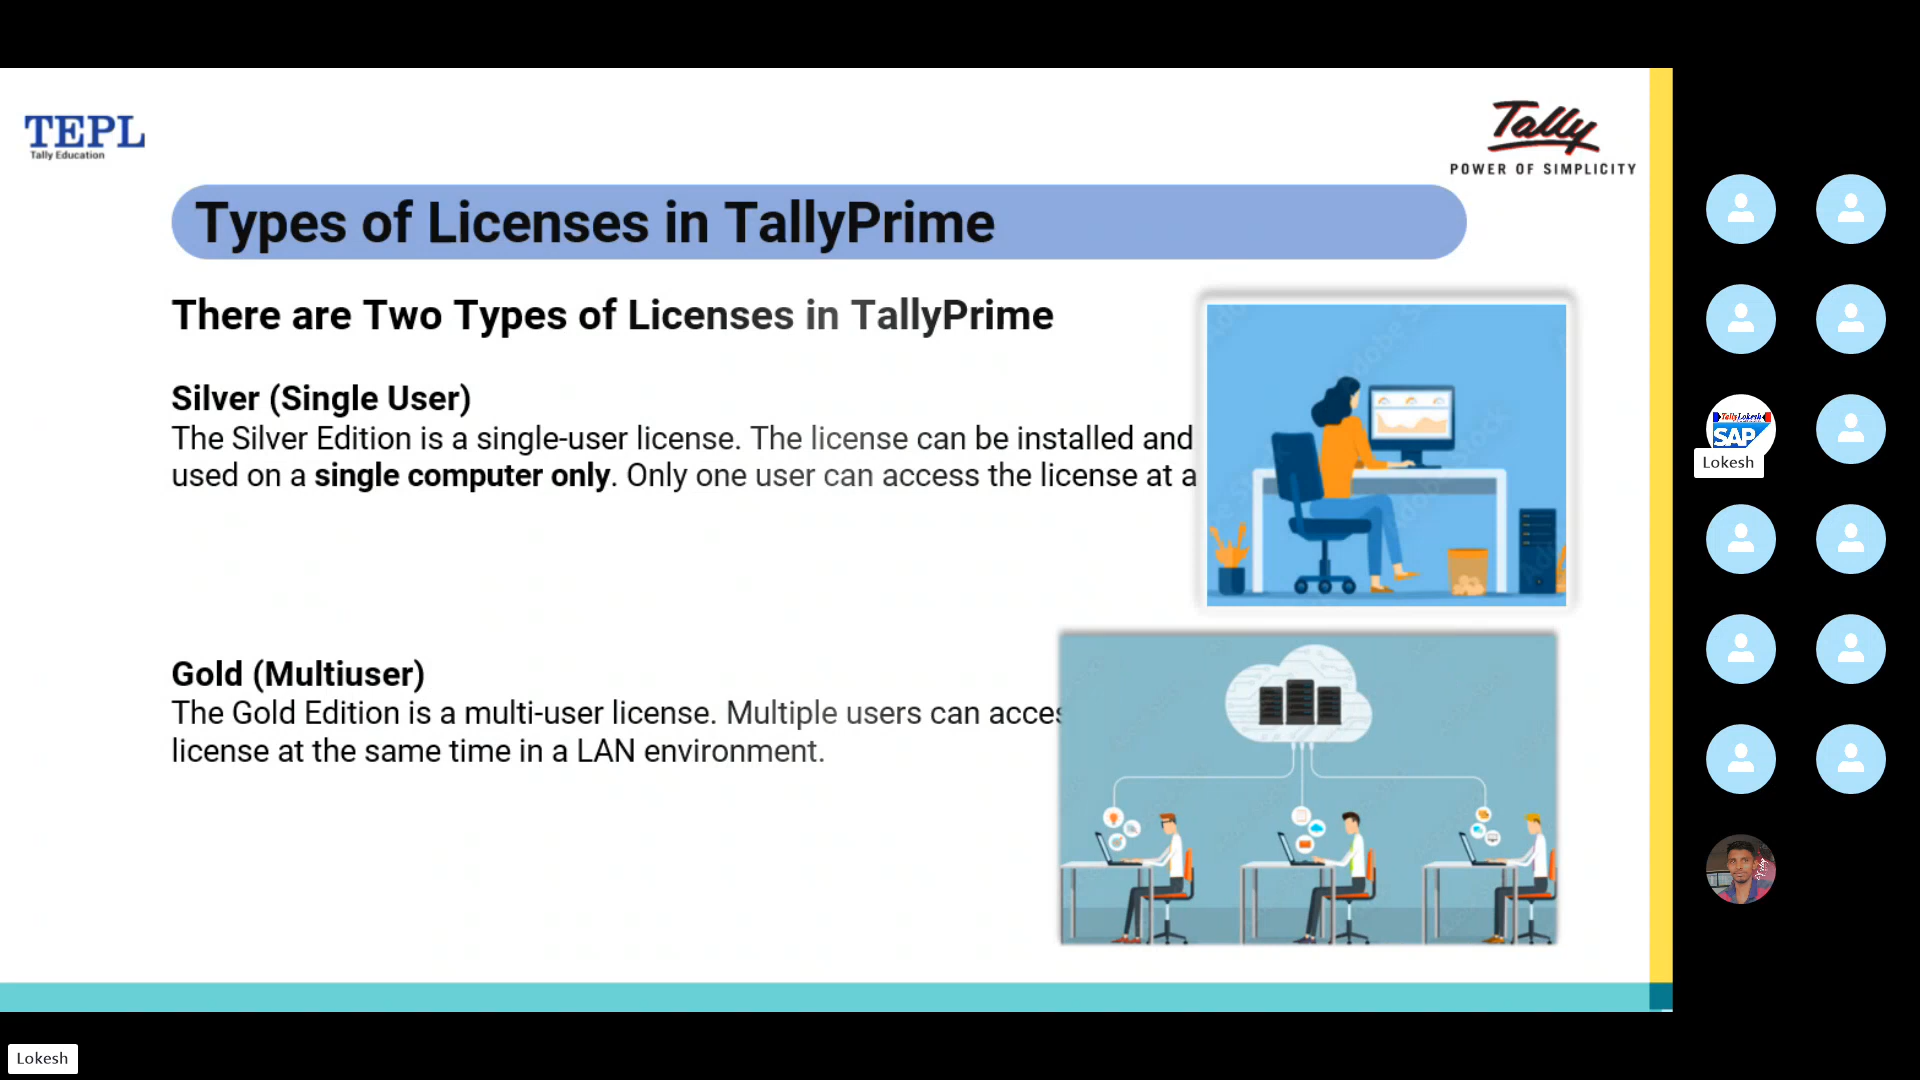 TEPL
Tally Education
Tally
POWER OF SIMPLICITY
Types of Licenses in TallyPrime
There are Two Types of Licenses in TallyPrime
Silver (Single User)
The Silver Edition is a single-user license. The license can be installed and
used on a single computer only. Only one user can access the license at a
Gold (Multiuser)
The Gold Edition is a multi-user license. Multiple users can acces
license at the same time in a LAN environment.
Tally Lokesh
SAP
Lokesh
Lokesh